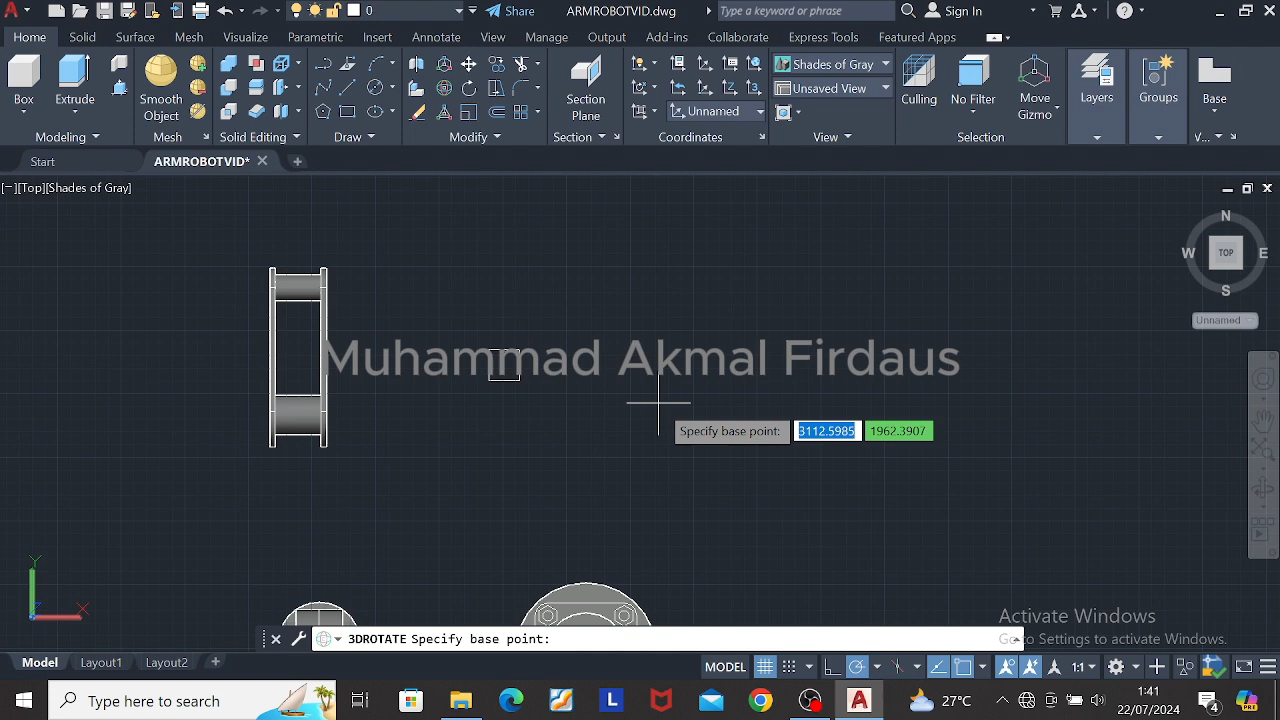 0
Share
ARMROBOTVID.dwg
Type a keyword or phrase
Sign In
Home
Solid
Surface
Mesh
Visualize
Parametric
Insert
Annotate
View
Manage
Output
Add-ins
Collaborate
Express Tools
Featured Apps
Box
Extrude
Smooth
Object
Section
Plane
Unnamed
Shades of Gray
Unsaved View
Culling
No Filter
Move
Gizmo
Layers
Groups
Base
Modeling
Mesh
Solid Editing
Draw
Modify
Section
Coordinates
View
Selection
V...
Start
ARMROBOTVID*
[−][Top][Shades of Gray]
N
W
TOP
E
S
Unnamed
Muhammad Akmal Firdaus
Specify base point:
3112.5985
1962.3907
Y
X
Activate Windows
Go to Settings to activate Windows.
3DROTATE Specify base point:
Model
Layout1
Layout2
MODEL
1:1
Type here to search
27°C
14:41
22/07/2024
4